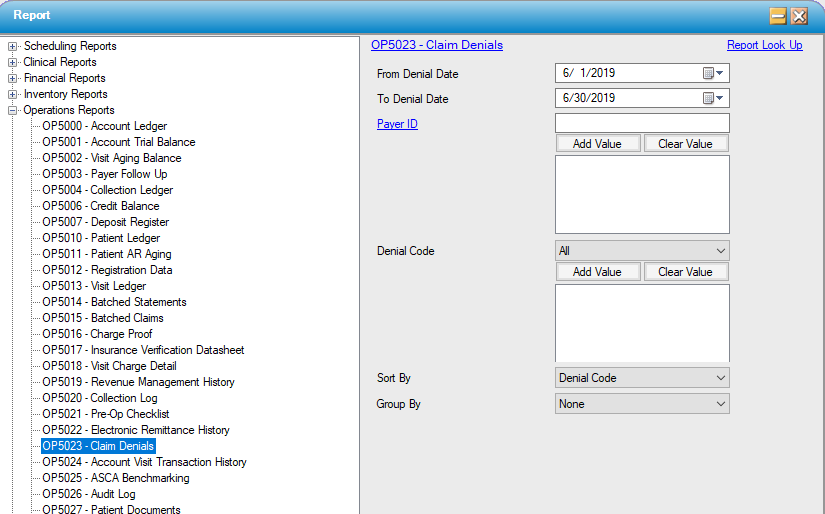 Report
Scheduling Reports
Clinical Reports
Financial Reports
Inventory Reports
Operations Reports
OP5000 - Account Ledger
OP5001 - Account Trial Balance
OP5002 - Visit Aging Balance
OP5003 - Payer Follow Up
OP5004 - Collection Ledger
OP5006 - Credit Balance
OP5007 - Deposit Register
OP5010 - Patient Ledger
OP5011 - Patient AR Aging
OP5012 - Registration Data
OP5013 - Visit Ledger
OP5014 - Batched Statements
OP5015 - Batched Claims
OP5016 - Charge Proof
OP5017 - Insurance Verification Datasheet
OP5018 - Visit Charge Detail
OP5019 - Revenue Management History
OP5020 - Collection Log
OP5021 - Pre-Op Checklist
OP5022 - Electronic Remittance History
OP5023 - Claim Denials
OP5024 - Account Visit Transaction History
OP5025 - ASCA Benchmarking
OP5026 - Audit Log
OP5027 - Patient Documents
OP5023 - Claim Denials Report Look Up
From Denial Date 6/ 1/2019
To Denial Date 6/30/2019
Payer ID
Add Value Clear Value
Denial Code All
Add Value Clear Value
Sort By Denial Code
Group By None